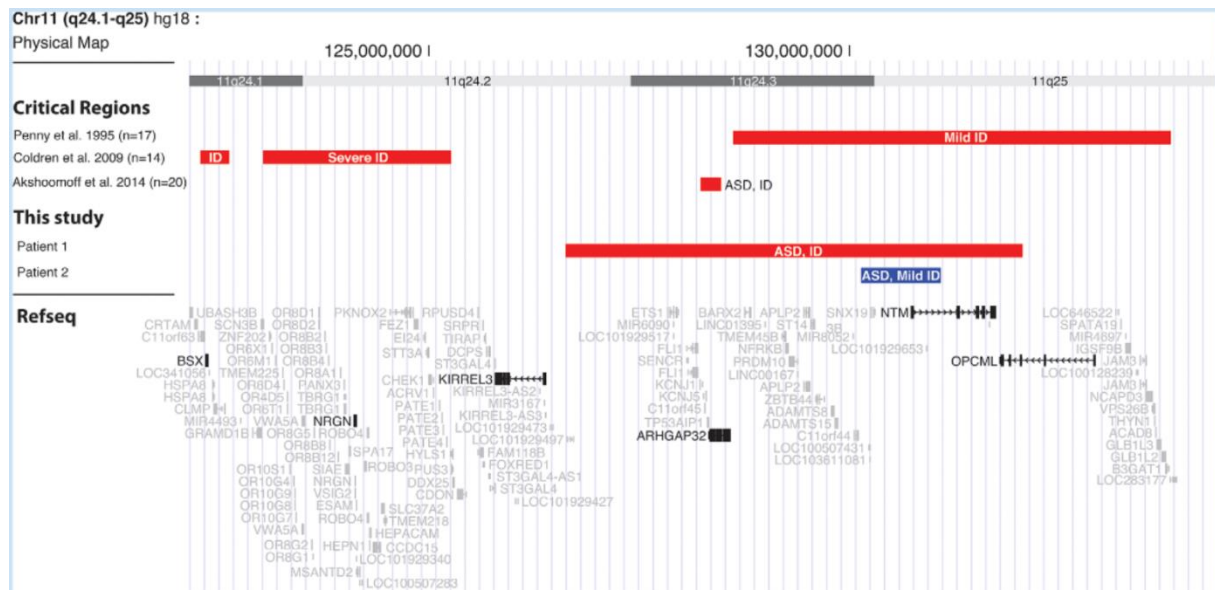 Chr11 (q24.1-q25) hg18 :
Physical Map
125,000,000 |
130,000,000 |
11q24.1
11q24.2
11q24.3
11q25
Critical Regions
Penny et al. 1995 (n=17)
Mild ID
Coldren et al. 2009 (n=14)
ID
Severe ID
Akshoomoff et al. 2014 (n=20)
ASD, ID
This study
Patient 1
ASD, ID
Patient 2
ASD, Mild ID
Refseq
UBASH3B OR8D1 PKNOX2 RPUSD4 ETS1 BARX2 APLP2 SNX19 NTM LOC646522
CRTAM SCN3B OR8D2 FEZ1 SRPR MIR6090 LINC01395 ST14 3B SPATA19
C11orf63 ZNF202 OR8B2 EI24 TIRAP LOC101929517 TMEM45B MIR8052 MIR4697
OR6X1 OR8B3 STT3A DCPS FLI1 NFRKB LOC101929653 IGSF9B
BSX OR6M1 OR8B4 ST3GAL4 SENCR PRDM10 OPCML JAM3
LOC341056 TMEM225 OR8A1 FLI1 LINC00167 LOC100128239
HSPA8 OR8D4 PANX3 CHEK1 KIRREL3 KCNJ1 APLP2 JAM3
HSPA8 OR4D5 TBRG1 ACRV1 KIRREL3-AS2 KCNJ5 ZBTB44 NCAPD3
CLMP OR6T1 TBRG1 PATE1 MIR3167 C11orf45 ADAMTS8 VPS26B
MIR4493 VWA5A NRGN PATE2 KIRREL3-AS3 TP53AIP1 ADAMTS15 THYN1
GRAMD1B OR8G5 ROBO4 PATE3 LOC101929473 ARHGAP32 C11orf44 ACAD8
OR8B8 PATE4 LOC101929497 LOC100507431 GLB1L3
OR8B12 SPA17 HYLS1 FAM118B LOC103611081 GLB1L2
OR10S1 SIAE ROBO3 PUS3 FOXRED1 B3GAT1
OR10G4 NRGN DDX25 ST3GAL4-AS1 LOC283177
OR10G9 VSIG2 CDON ST3GAL4
OR10G8 ESAM SLC37A2 LOC101929427
OR10G7 ROBO4 TMEM218
VWA5A HEPACAM
OR8G2 HEPN1 CCDC15
OR8G1 LOC101929340
MSANTD2
LOC100507283